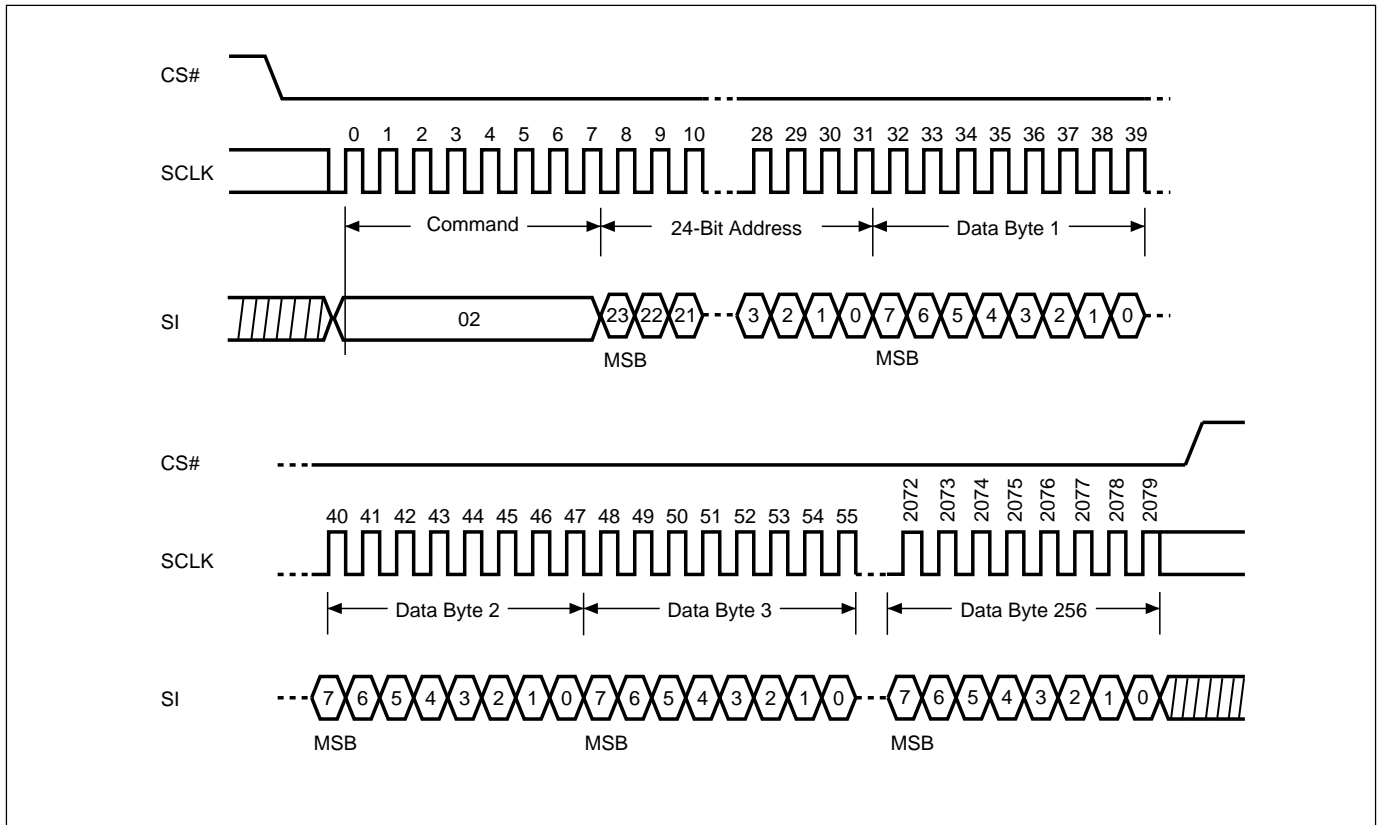 CS#
0 1 2 3 4 5 6 7 8 9 10 28 29 30 31 32 33 34 35 36 37 38 39
SCLK
Command 24-Bit Address Data Byte 1
SI 02 23 22 21 3 2 1 0 7 6 5 4 3 2 1 0
MSB MSB
CS#
40 41 42 43 44 45 46 47 48 49 50 51 52 53 54 55 2072 2073 2074 2075 2076 2077 2078 2079
SCLK
Data Byte 2 Data Byte 3 Data Byte 256
SI 7 6 5 4 3 2 1 0 7 6 5 4 3 2 1 0 7 6 5 4 3 2 1 0
MSB MSB MSB